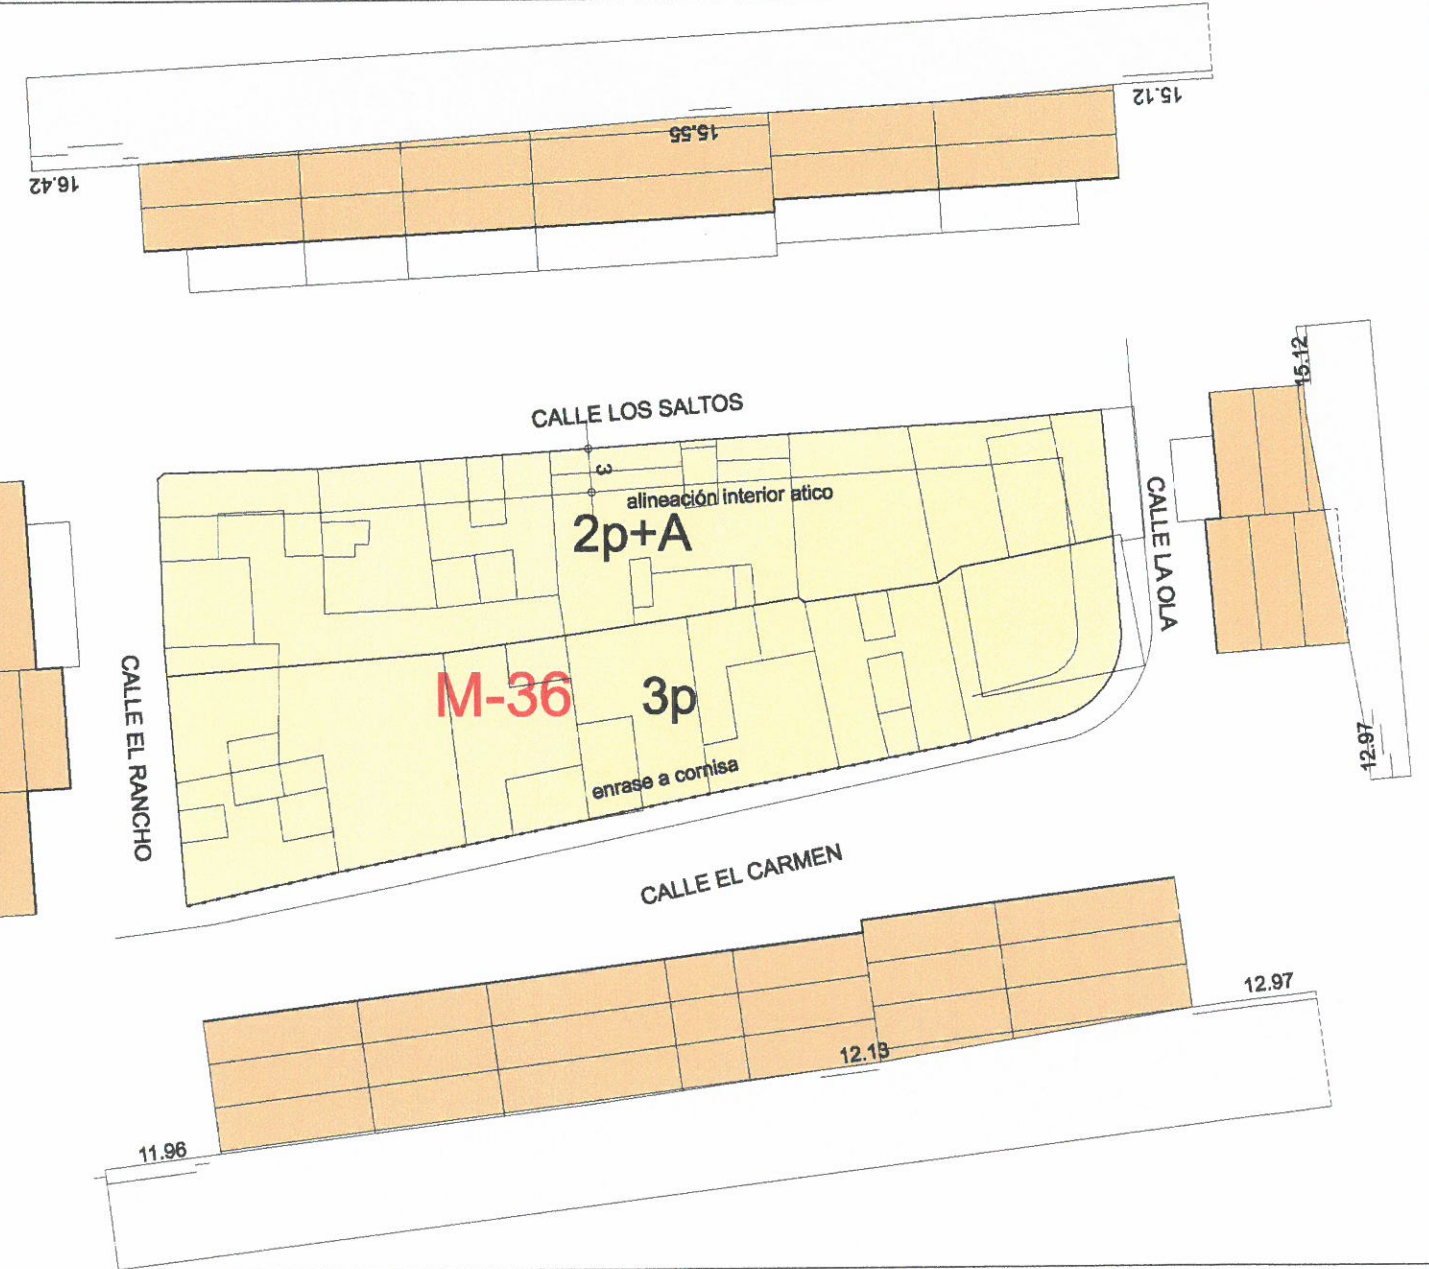 15.12
15.55
16.42
CALLE LOS SALTOS
15.12
3
alineación interior atico
2p+A
CALLE LA OLA
CALLE EL RANCHO
M-36
3p
12.97
enrase a cornisa
CALLE EL CARMEN
12.97
12.13
11.96